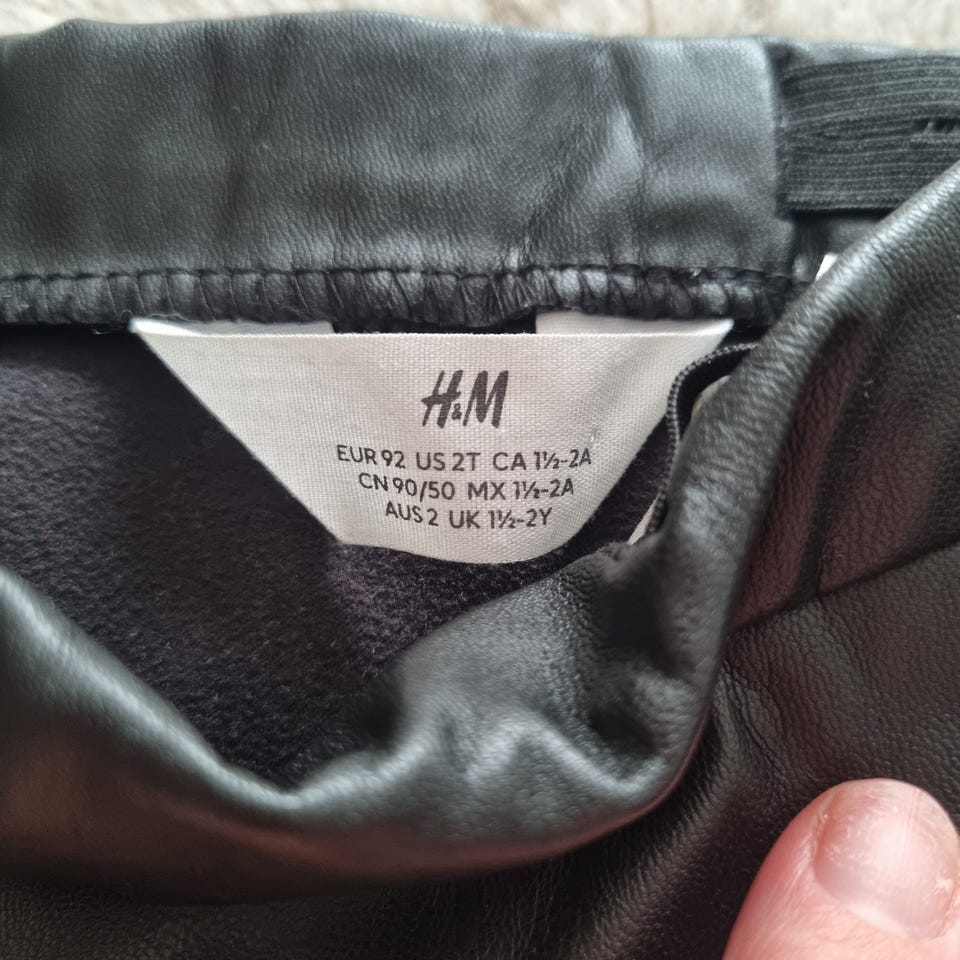 H&M
EUR 92 US 2T CA 1½-2A
CN 90/50 MX 1½-2A
AUS 2 UK 1½-2Y